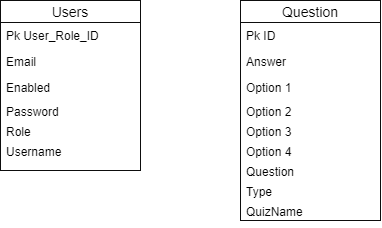 Users
Pk User_Role_ID
Email
Enabled
Password
Role
Username
Question
Pk ID
Answer
Option 1
Option 2
Option 3
Option 4
Question
Type
QuizName